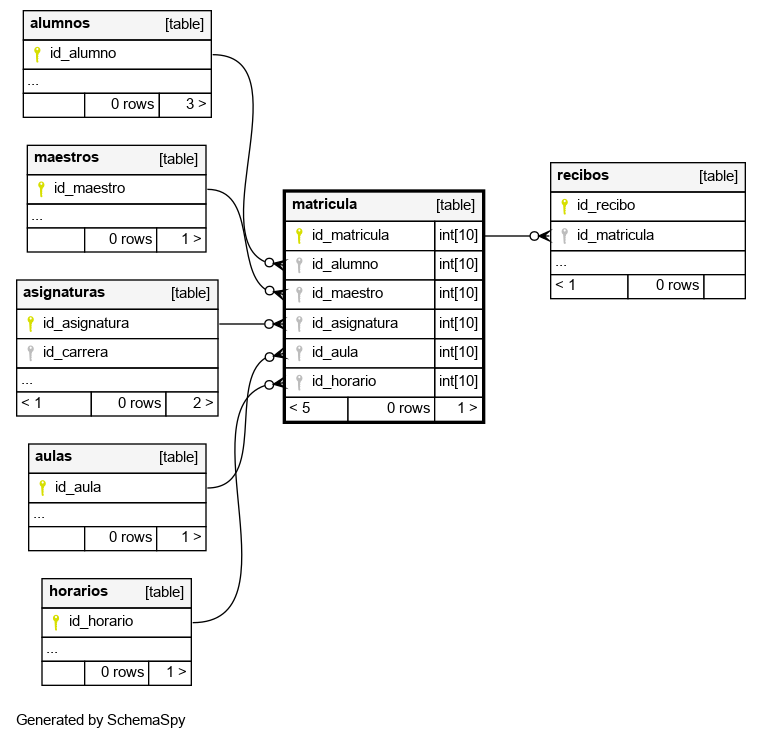 alumnos [table]
id_alumno
...
0 rows 3 >
maestros [table]
id_maestro
...
0 rows 1 >
asignaturas [table]
id_asignatura
id_carrera
...
< 1 0 rows 2 >
aulas [table]
id_aula
...
0 rows 1 >
horarios [table]
id_horario
...
0 rows 1 >
matricula [table]
id_matricula int[10]
id_alumno int[10]
id_maestro int[10]
id_asignatura int[10]
id_aula int[10]
id_horario int[10]
< 5 0 rows 1 >
recibos [table]
id_recibo
id_matricula
...
< 1 0 rows
Generated by SchemaSpy